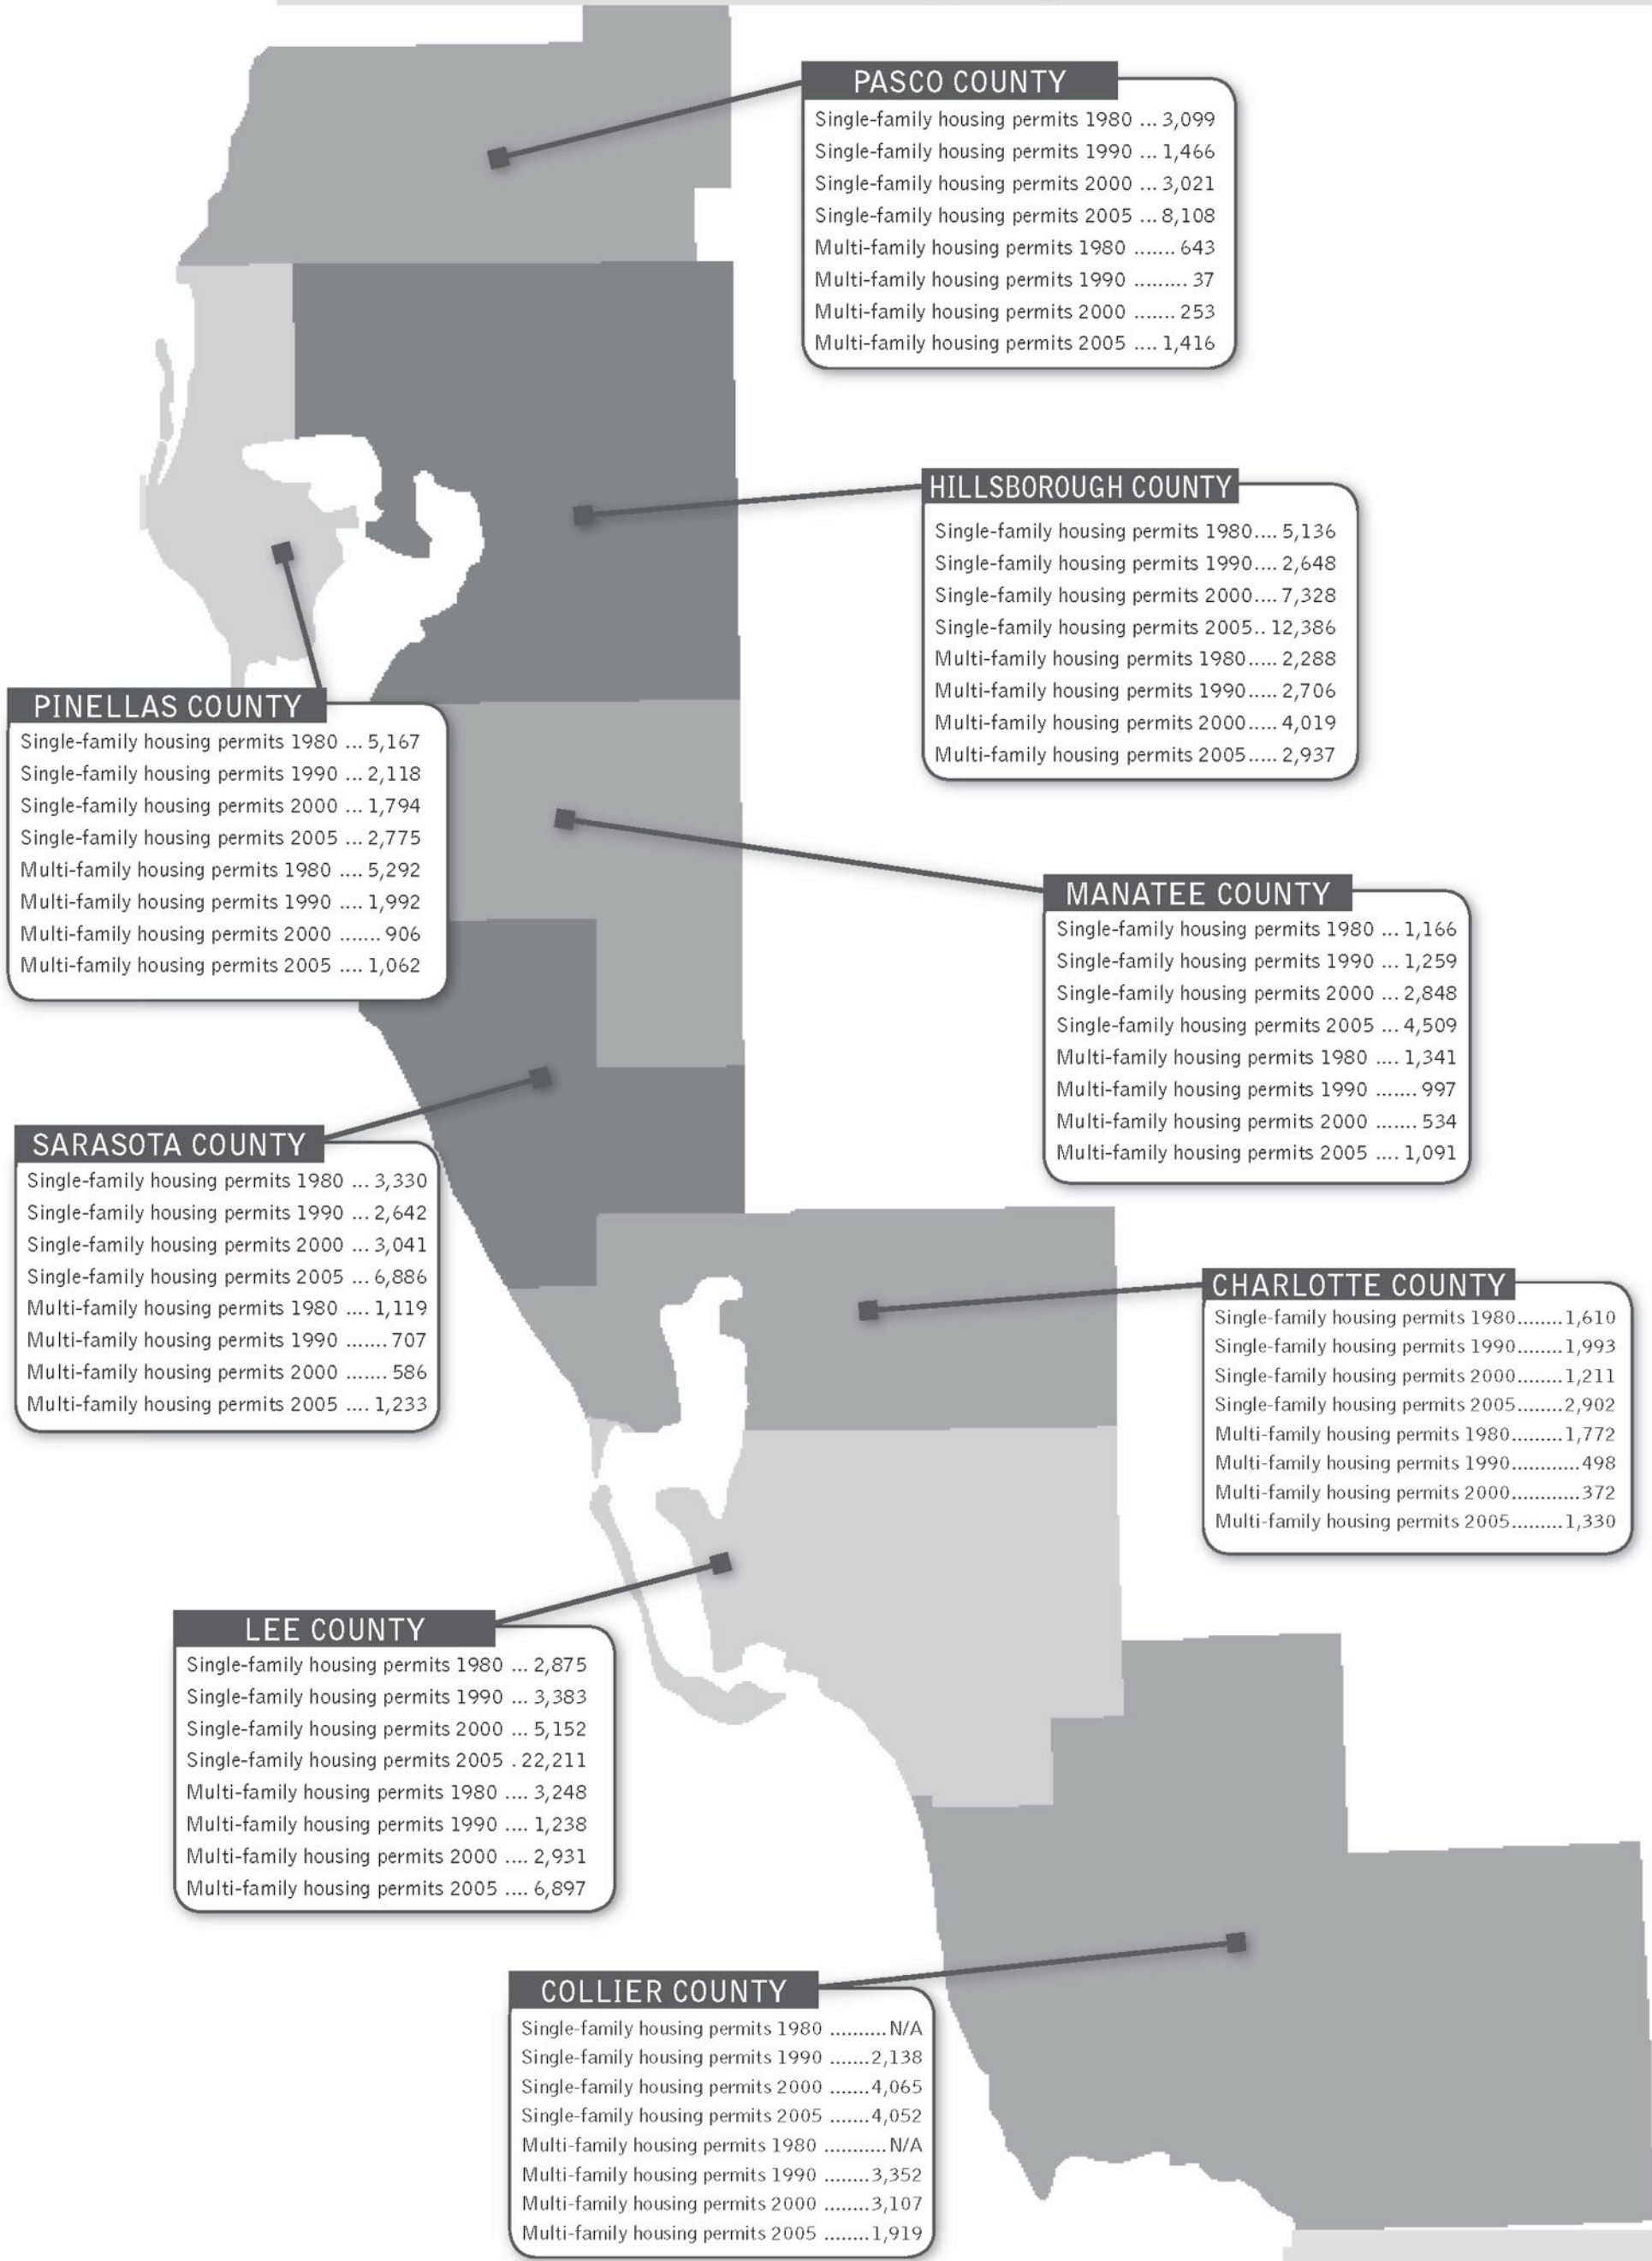 PASCO COUNTY
Single-family housing permits 1980 ... 3,099
Single-family housing permits 1990 ... 1,466
Single-family housing permits 2000 ... 3,021
Single-family housing permits 2005 ... 8,108
Multi-family housing permits 1980 ....... 643
Multi-family housing permits 1990 ......... 37
Multi-family housing permits 2000 ....... 253
Multi-family housing permits 2005 .... 1,416
HILLSBOROUGH COUNTY
Single-family housing permits 1980.... 5,136
Single-family housing permits 1990.... 2,648
Single-family housing permits 2000.... 7,328
Single-family housing permits 2005.. 12,386
Multi-family housing permits 1980..... 2,288
Multi-family housing permits 1990..... 2,706
Multi-family housing permits 2000..... 4,019
Multi-family housing permits 2005..... 2,937
PINELLAS COUNTY
Single-family housing permits 1980 ... 5,167
Single-family housing permits 1990 ... 2,118
Single-family housing permits 2000 ... 1,794
Single-family housing permits 2005 ... 2,775
Multi-family housing permits 1980 .... 5,292
Multi-family housing permits 1990 .... 1,992
Multi-family housing permits 2000 ....... 906
Multi-family housing permits 2005 .... 1,062
MANATEE COUNTY
Single-family housing permits 1980 ... 1,166
Single-family housing permits 1990 ... 1,259
Single-family housing permits 2000 ... 2,848
Single-family housing permits 2005 ... 4,509
Multi-family housing permits 1980 .... 1,341
Multi-family housing permits 1990 ....... 997
Multi-family housing permits 2000 ....... 534
Multi-family housing permits 2005 .... 1,091
SARASOTA COUNTY
Single-family housing permits 1980 ... 3,330
Single-family housing permits 1990 ... 2,642
Single-family housing permits 2000 ... 3,041
Single-family housing permits 2005 ... 6,886
Multi-family housing permits 1980 .... 1,119
Multi-family housing permits 1990 ....... 707
Multi-family housing permits 2000 ....... 586
Multi-family housing permits 2005 .... 1,233
CHARLOTTE COUNTY
Single-family housing permits 1980........1,610
Single-family housing permits 1990........1,993
Single-family housing permits 2000........1,211
Single-family housing permits 2005........2,902
Multi-family housing permits 1980.........1,772
Multi-family housing permits 1990............498
Multi-family housing permits 2000............372
Multi-family housing permits 2005.........1,330
LEE COUNTY
Single-family housing permits 1980 ... 2,875
Single-family housing permits 1990 ... 3,383
Single-family housing permits 2000 ... 5,152
Single-family housing permits 2005 . 22,211
Multi-family housing permits 1980 .... 3,248
Multi-family housing permits 1990 .... 1,238
Multi-family housing permits 2000 .... 2,931
Multi-family housing permits 2005 .... 6,897
COLLIER COUNTY
Single-family housing permits 1980 ..........N/A
Single-family housing permits 1990 .......2,138
Single-family housing permits 2000 .......4,065
Single-family housing permits 2005 .......4,052
Multi-family housing permits 1980 ...........N/A
Multi-family housing permits 1990 ........3,352
Multi-family housing permits 2000 ........3,107
Multi-family housing permits 2005 ........1,919